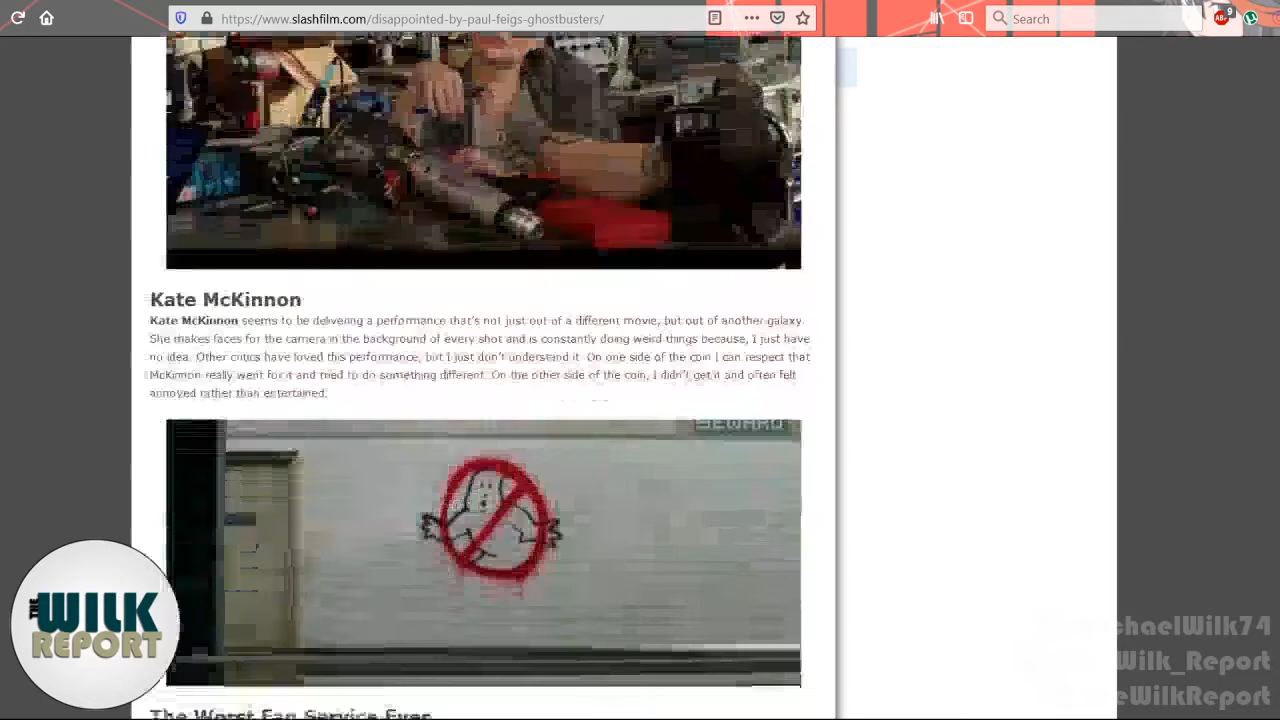 https://www.slashfilm.com/disappointed-by-paul-feigs-ghostbusters/
Search
ABP
9
Kate McKinnon
Kate McKinnon seems to be delivering a performance that's not just out of a different movie, but out of another galaxy.
She makes faces for the camera in the background of every shot and is constantly doing weird things because, I just have
no idea. Other critics have loved this performance, but I just don't understand it. On one side of the coin I can respect that
McKinnon really went for it and tried to do something different. On the other side of the coin, I didn't get it and often felt
annoyed rather than entertained.
SEWARD
The Worst Fan Service Ever
THE
WILK
REPORT
chaelWilk74
Wilk_Report
eWilkReport